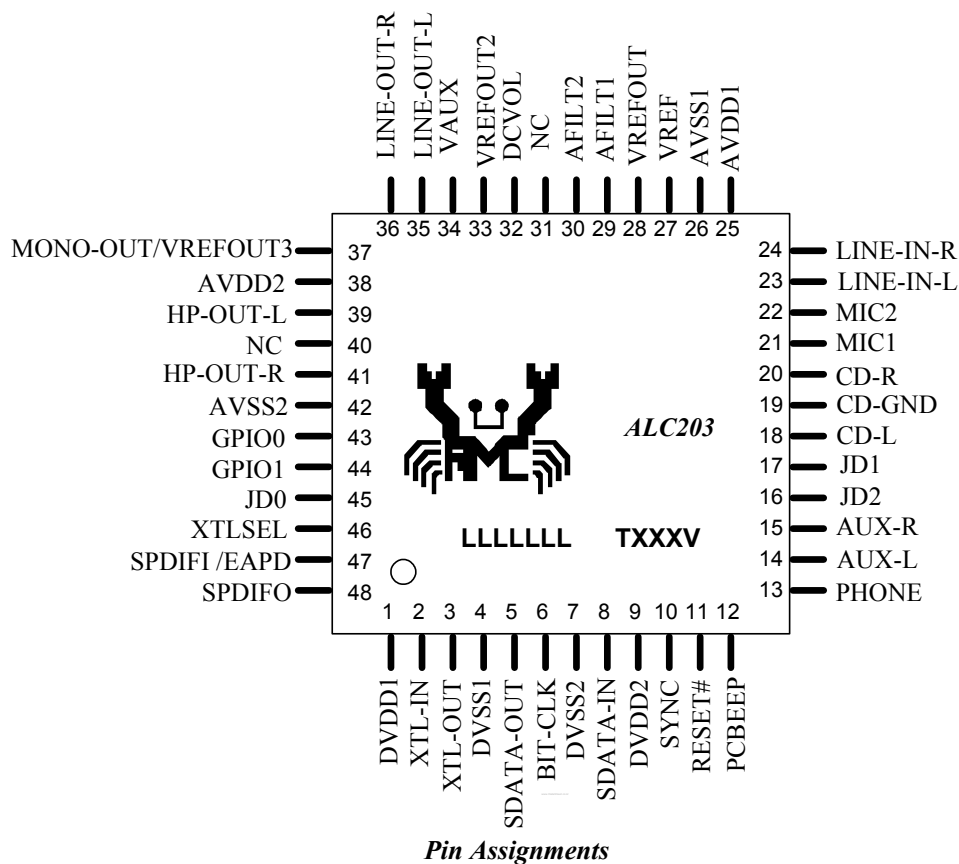 LINE-OUT-R
LINE-OUT-L
VAUX
VREFOUT2
DCVOL
NC
AFILT2
AFILT1
VREFOUT
VREF
AVSS1
AVDD1
36 35 34 33 32 31 30 29 28 27 26 25
MONO-OUT/VREFOUT3 37
AVDD2 38
HP-OUT-L 39
NC 40
HP-OUT-R 41
AVSS2 42
GPIO0 43
GPIO1 44
JD0 45
XTLSEL 46
SPDIFI /EAPD 47
SPDIFO 48
24 LINE-IN-R
23 LINE-IN-L
22 MIC2
21 MIC1
20 CD-R
19 CD-GND
18 CD-L
17 JD1
16 JD2
15 AUX-R
14 AUX-L
13 PHONE
ALC203
LLLLLLL TXXXV
1 2 3 4 5 6 7 8 9 10 11 12
DVDD1
XTL-IN
XTL-OUT
DVSS1
SDATA-OUT
BIT-CLK
DVSS2
SDATA-IN
DVDD2
SYNC
RESET#
PCBEEP
Pin Assignments